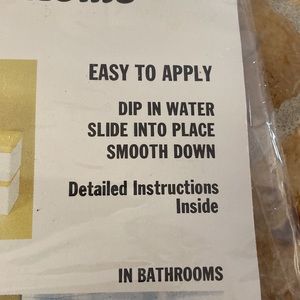 EASY TO APPLY
DIP IN WATER
SLIDE INTO PLACE
SMOOTH DOWN
Detailed Instructions
Inside
IN BATHROOMS